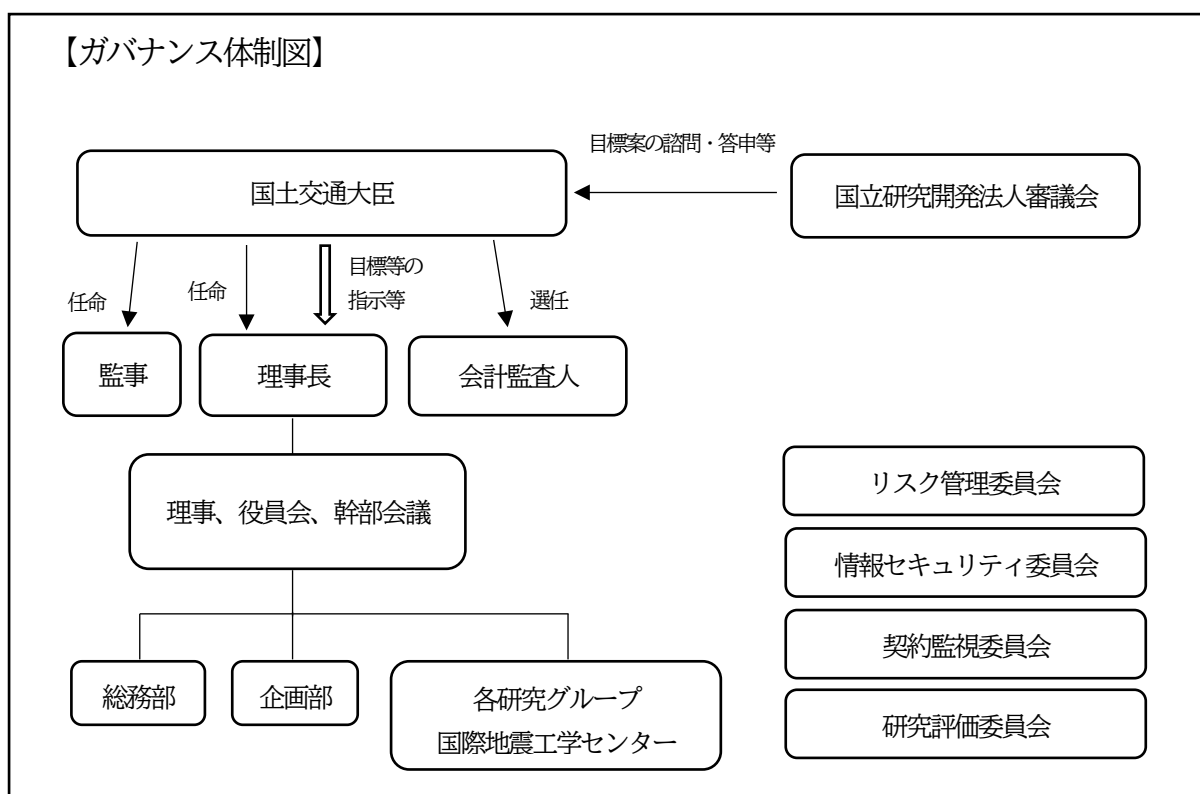 【ガバナンス体制図】
目標案の諮問・答申等
国土交通大臣
国立研究開発法人審議会
任命
任命
目標等の
指示等
選任
監事
理事長
会計監査人
理事、役員会、幹部会議
リスク管理委員会
情報セキュリティ委員会
契約監視委員会
研究評価委員会
総務部
企画部
各研究グループ
国際地震工学センター